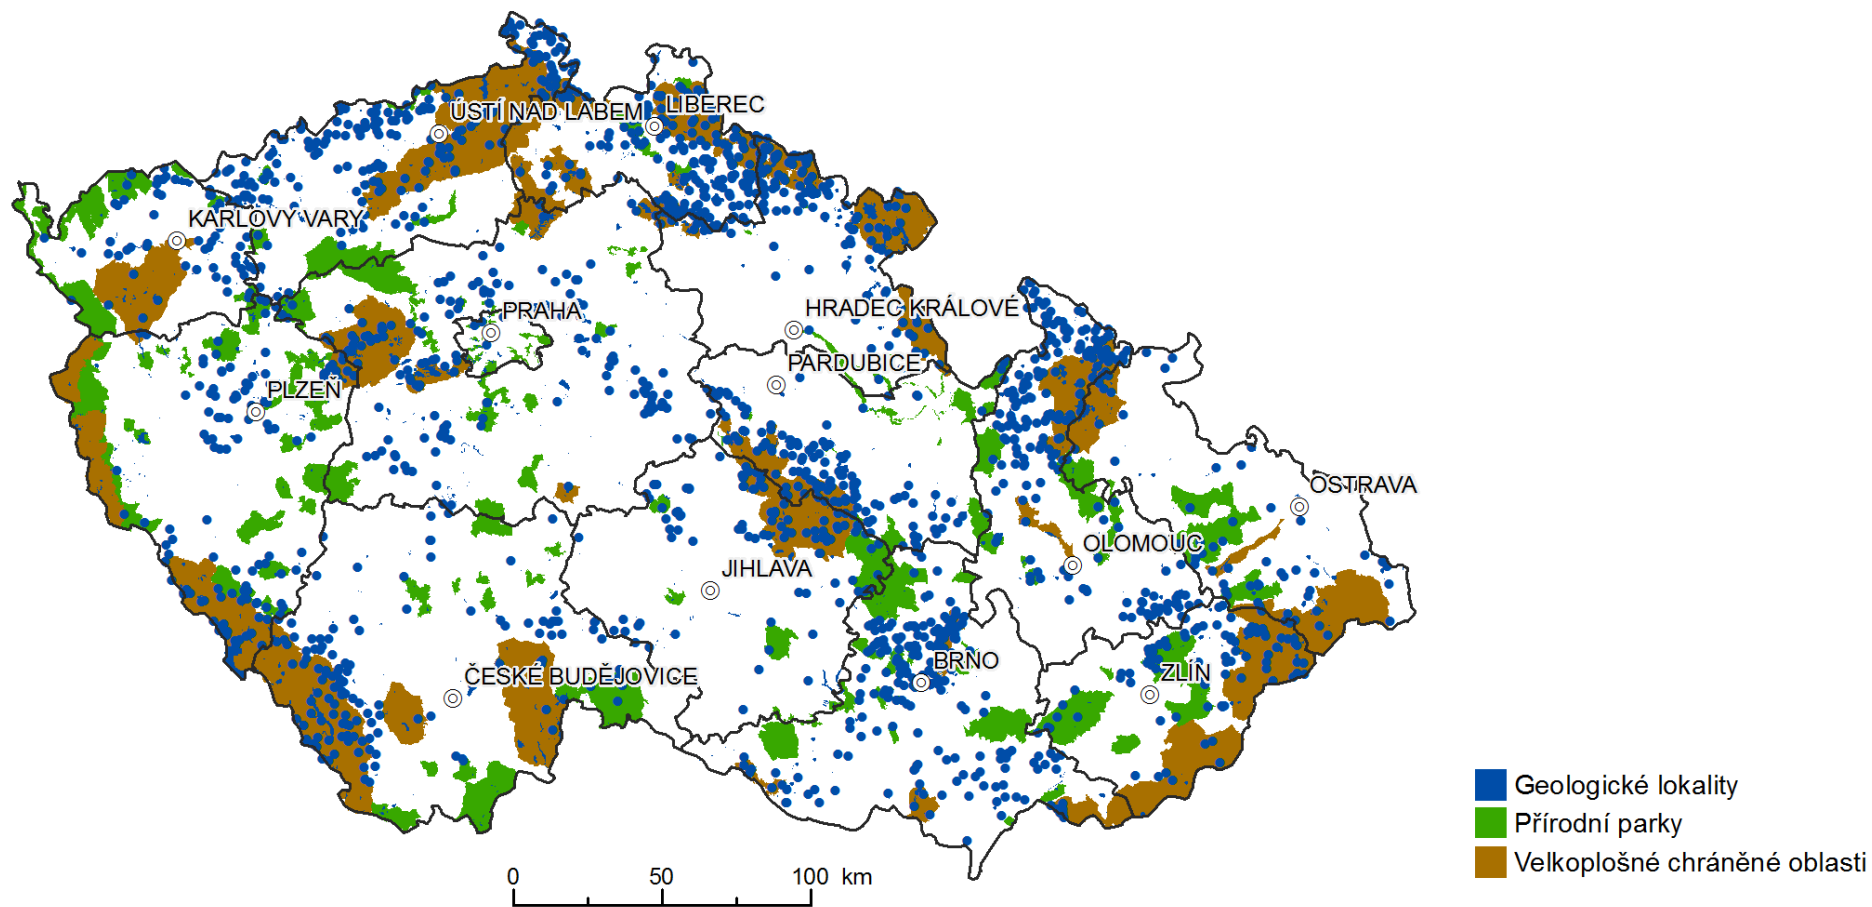 ÚSTÍ NAD LABEM
LIBEREC
KARLOVY VARY
PRAHA
HRADEC KRÁLOVÉ
PARDUBICE
PLZEŇ
OSTRAVA
OLOMOUC
JIHLAVA
BRNO
ČESKÉ BUDĚJOVICE
ZLÍN
Geologické lokality
Přírodní parky
Velkoplošné chráněné oblasti
0 50 100 km